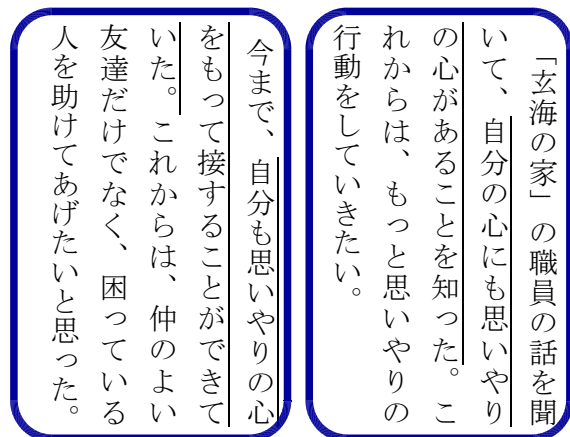 「玄海の家」の職員の話を聞
いて、自分の心にも思いやり
の心があることを知った。こ
れからは、もっと思いやりの
行動をしていきたい。
今まで、自分も思いやりの心
をもって接することができて
いた。これからは、仲のよい
友達だけでなく、困っている
人を助けてあげたいと思った。